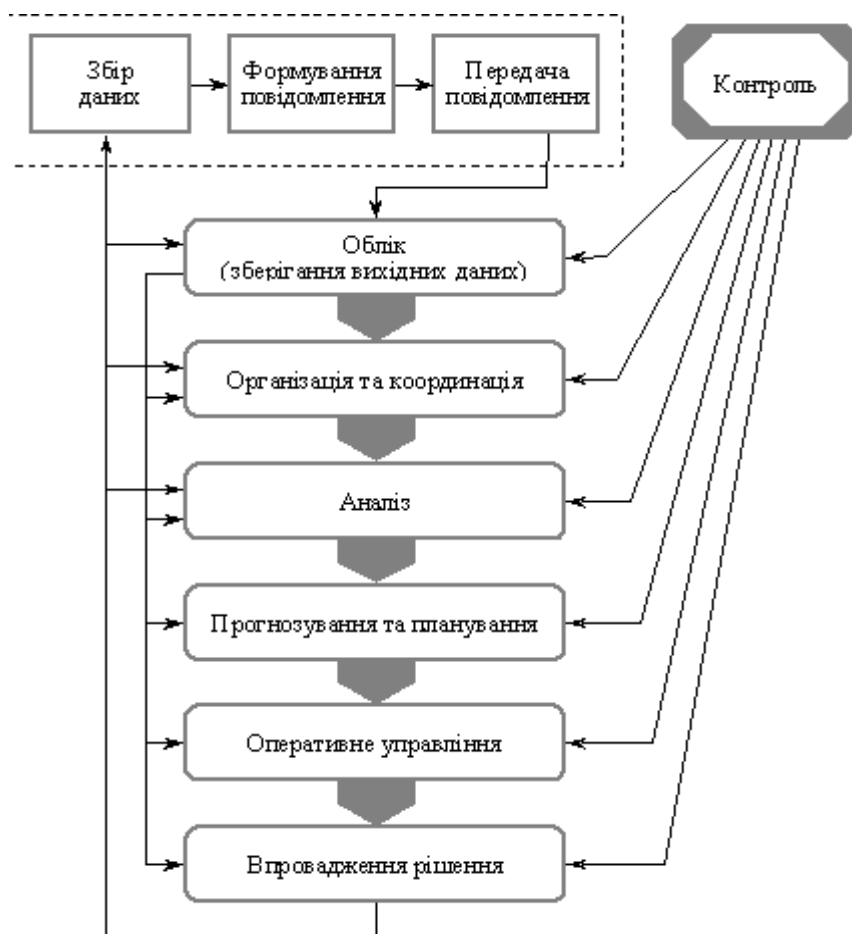 Збір
даних
Формування
повідомлення
Передача
повідомлення
Контроль
Облік
(зберігання вихідних даних)
Організація та координація
Аналіз
Прогнозування та планування
Оперативне управління
Впровадження рішення